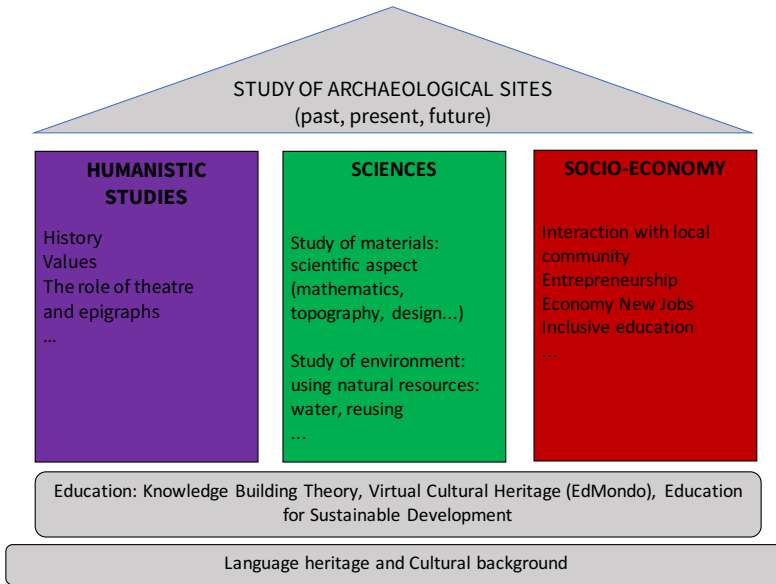 STUDY OF ARCHAEOLOGICAL SITES
(past, present, future)
HUMANISTIC
STUDIES
History
Values
The role of theatre
and epigraphs
...
SCIENCES
Study of materials:
scientific aspect
(mathematics,
topography, design...)
Study of environment:
using natural resources:
water, reusing
...
SOCIO-ECONOMY
Interaction with local
community
Entrepreneurship
Economy New Jobs
Inclusive education
...
Education: Knowledge Building Theory, Virtual Cultural Heritage (EdMondo), Education
for Sustainable Development
Language heritage and Cultural background